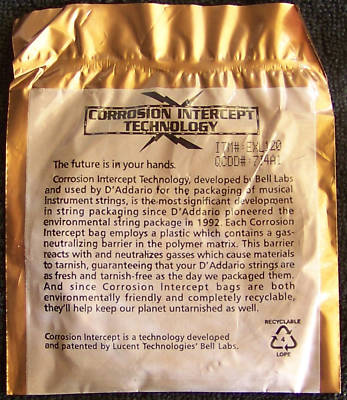 CORROSION INTERCEPT
TECHNOLOGY
ITM# EXL120
QCDD# 7J4A1
The future is in your hands.
Corrosion Intercept Technology, developed by Bell Labs
and used by D'Addario for the packaging of musical
Instrument strings, is the most significant development
in string packaging since D'Addario pioneered the
environmental string package in 1992. Each Corrosion
Intercept bag employs a plastic which contains a gas-
neutralizing barrier in the polymer matrix. This barrier
reacts with and neutralizes gasses which cause materials
to tarnish, guaranteeing that your D'Addario strings are
as fresh and tarnish-free as the day we packaged them.
And since Corrosion Intercept bags are both
environmentally friendly and completely recyclable,
they'll help keep our planet untarnished as well.
Corrosion Intercept is a technology developed
and patented by Lucent Technologies' Bell Labs.
RECYCLABLE
4
LDPE